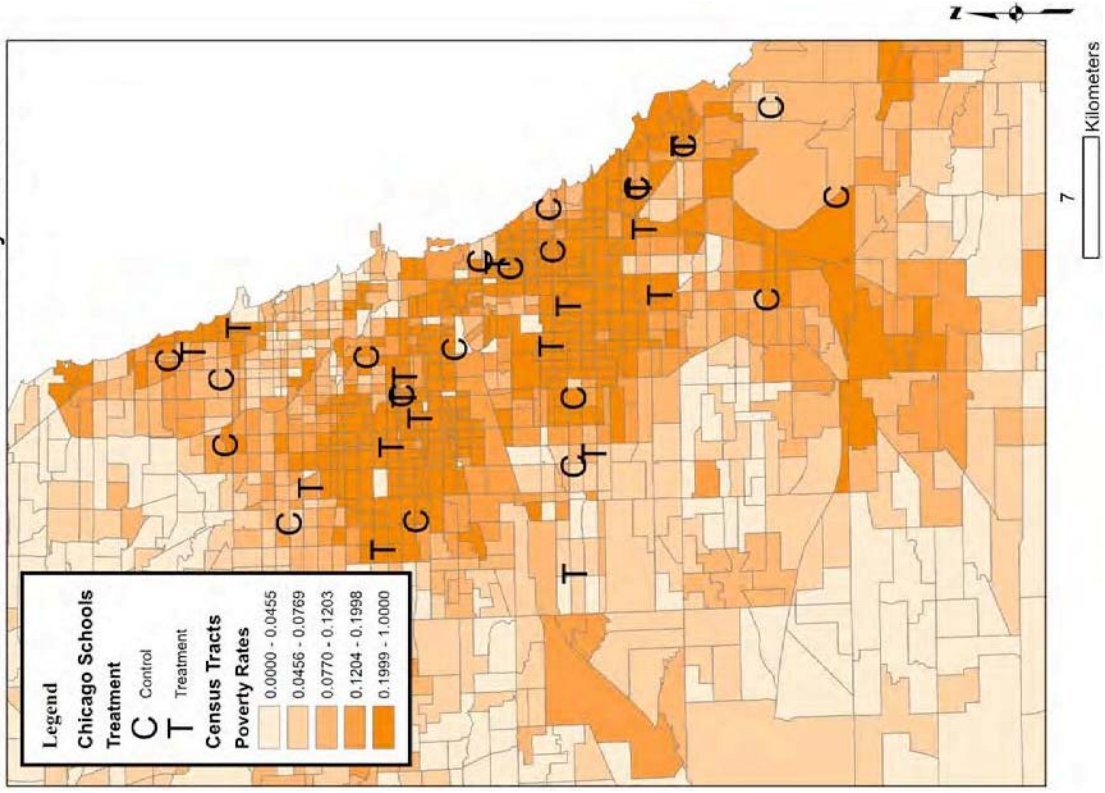 Legend
Chicago Schools
Treatment
C Control
T Treatment
Census Tracts
Poverty Rates
0.0000 - 0.0455
0.0456 - 0.0769
0.0770 - 0.1203
0.1204 - 0.1998
0.1999 - 1.0000
C
T
C
C
T
C
T
C
T
T
C
T
C
T
T
C
C
C
T
C
C
C
T
T
C
C
T
T
C
T
T
T
C
T
C
C
C
N
7
Kilometers